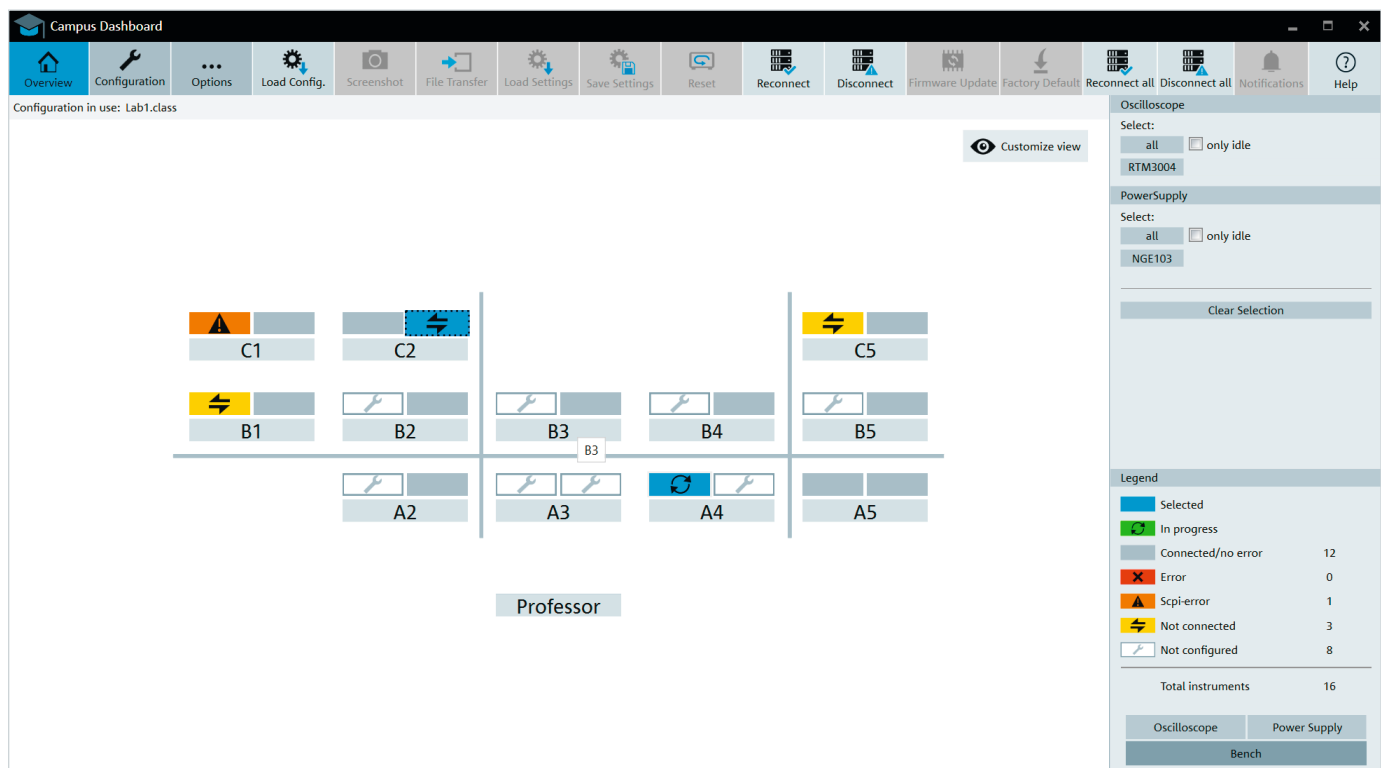 Campus Dashboard
Overview
Configuration
Options
Load Config.
Screenshot
File Transfer
Load Settings
Save Settings
Reset
Reconnect
Disconnect
Firmware Update
Factory Default
Reconnect all
Disconnect all
Notifications
Help
Configuration in use: Lab1.class
Customize view
C1
C2
C5
B1
B2
B3
B4
B5
B3
A2
A3
A4
A5
Professor
Oscilloscope
Select:
all only idle
RTM3004
PowerSupply
Select:
all only idle
NGE103
Clear Selection
Legend
Selected
In progress
Connected/no error 12
Error 0
Scpi-error 1
Not connected 3
Not configured 8
Total instruments 16
Oscilloscope Power Supply
Bench